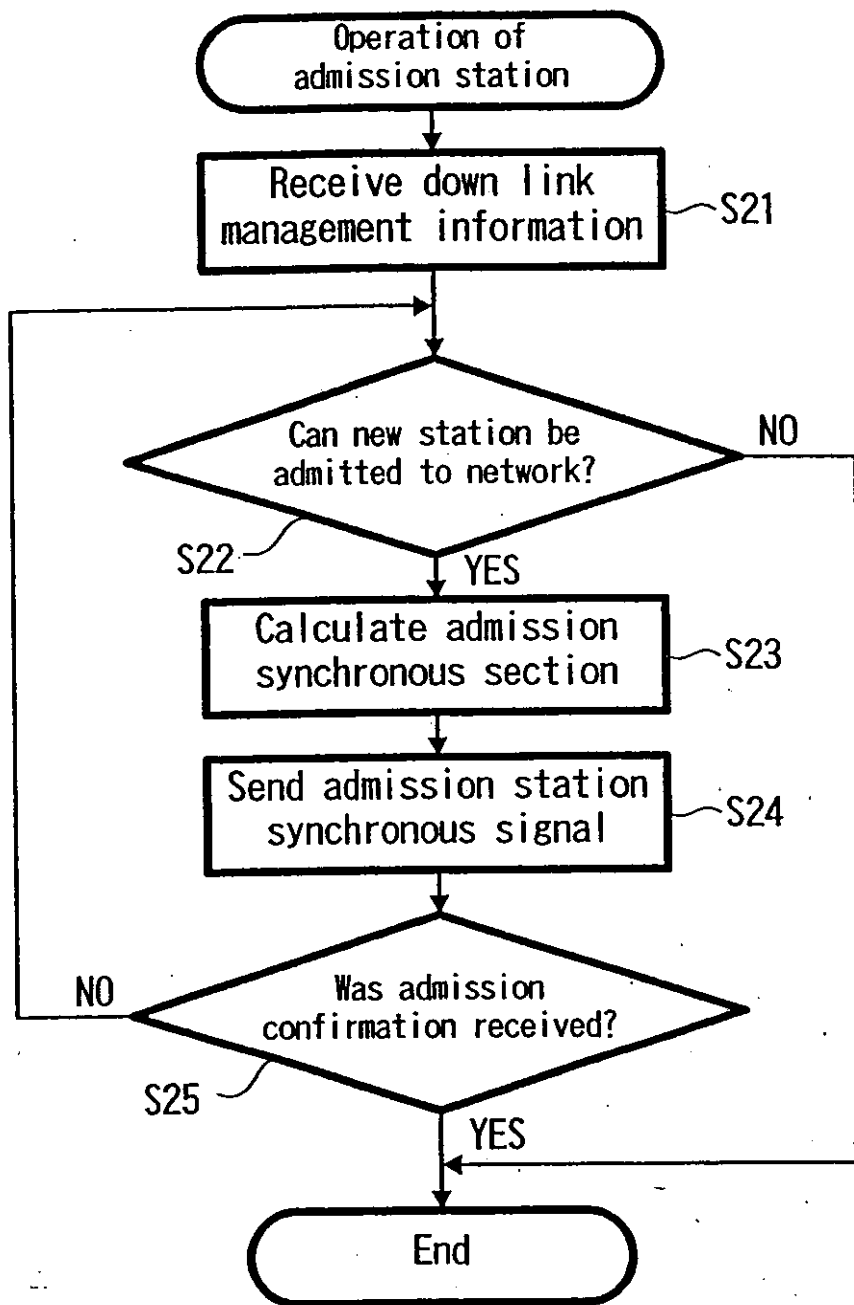 Operation of
admission station
Receive down link
management information
S21
Can new station be
admitted to network?
NO
S22
YES
Calculate admission
synchronous section
S23
Send admission station
synchronous signal
S24
Was admission
confirmation received?
NO
S25
YES
End